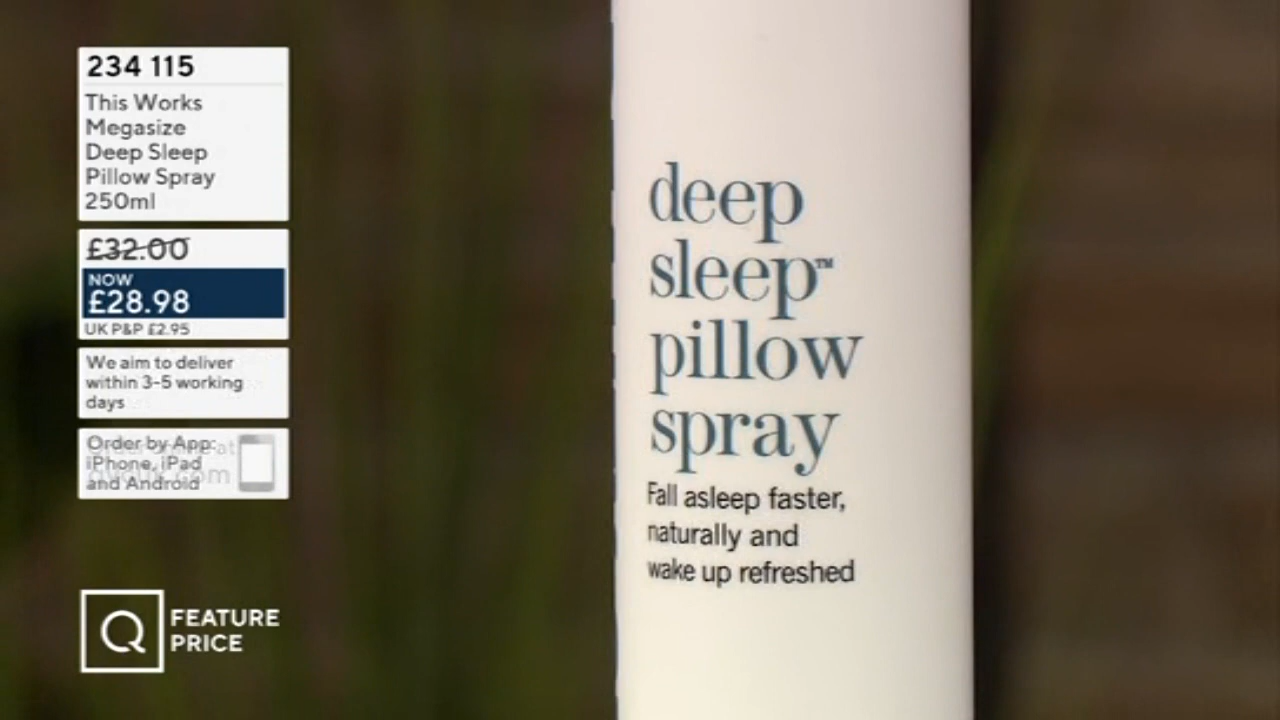 234 115
This Works
Megasize
Deep Sleep
Pillow Spray
250ml
£32.00
NOW
£28.98
UK P&P £2.95
We aim to deliver
within 3-5 working
days
Order by App:
iPhone, iPad
and Android
Q FEATURE
PRICE
deep
sleep™
pillow
spray
Fall asleep faster,
naturally and
wake up refreshed